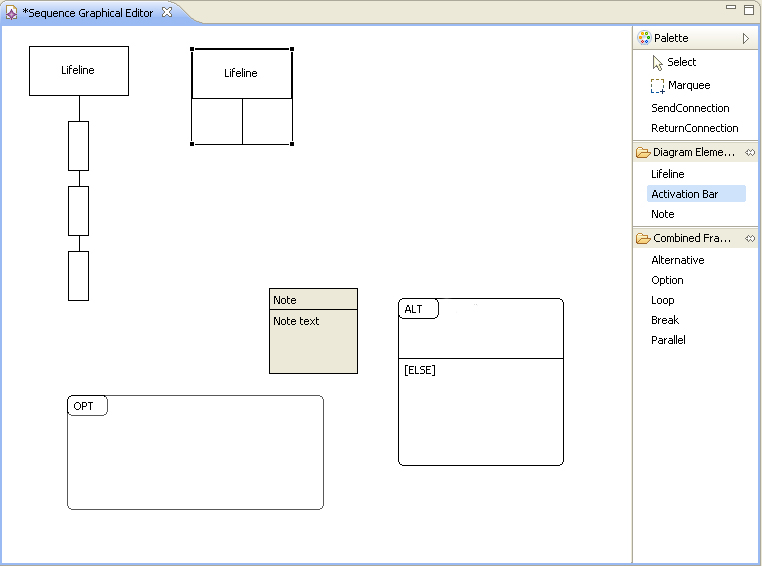 *Sequence Graphical Editor
Lifeline
Lifeline
Note
Note text
ALT
[ELSE]
OPT
Palette
Select
Marquee
SendConnection
ReturnConnection
Diagram Eleme...
Lifeline
Activation Bar
Note
Combined Fra...
Alternative
Option
Loop
Break
Parallel